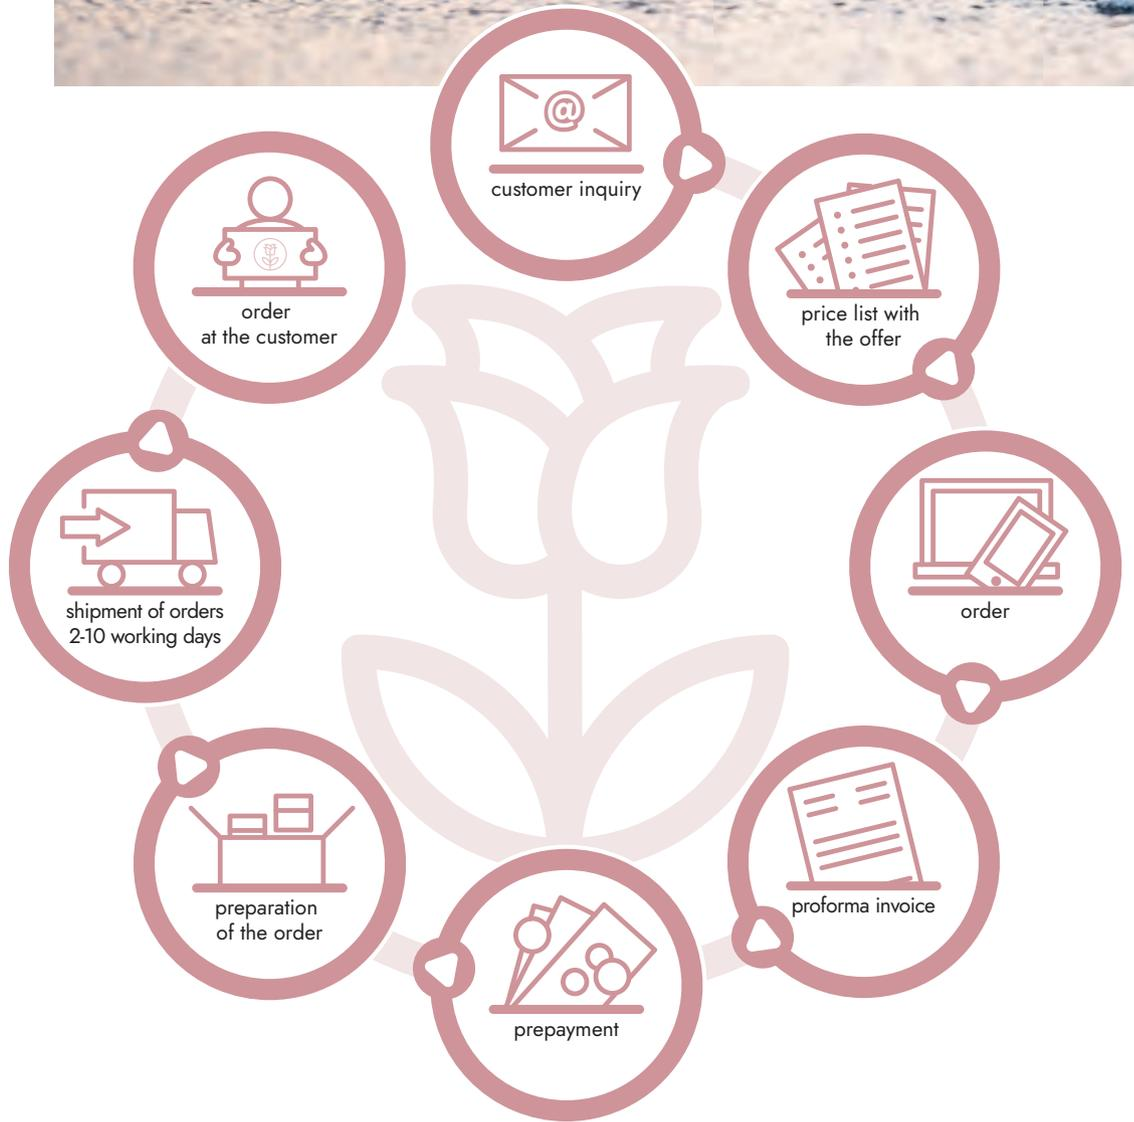 customer inquiry
price list with
the offer
order
proforma invoice
prepayment
preparation
of the order
shipment of orders
2-10 working days
order
at the customer
@